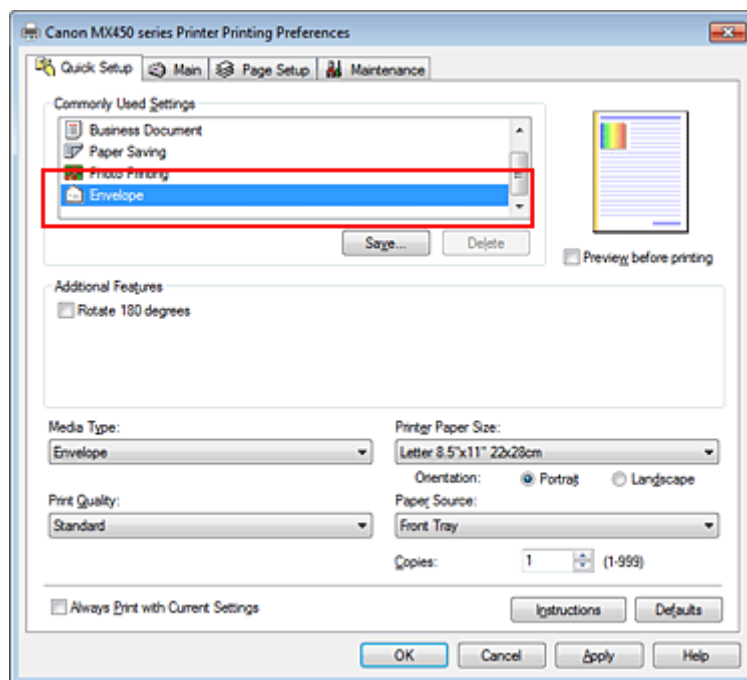 Canon MX450 series Printer Printing Preferences
Quick Setup Main Page Setup Maintenance
Commonly Used Settings
Business Document
Paper Saving
Photo Printing
Envelope
Save... Delete
Preview before printing
Additional Features
Rotate 180 degrees
Media Type:
Envelope
Printer Paper Size:
Letter 8.5"x11" 22x28cm
Orientation: Portrait Landscape
Print Quality:
Standard
Paper Source:
Front Tray
Copies: 1 (1-999)
Always Print with Current Settings
Instructions Defaults
OK Cancel Apply Help